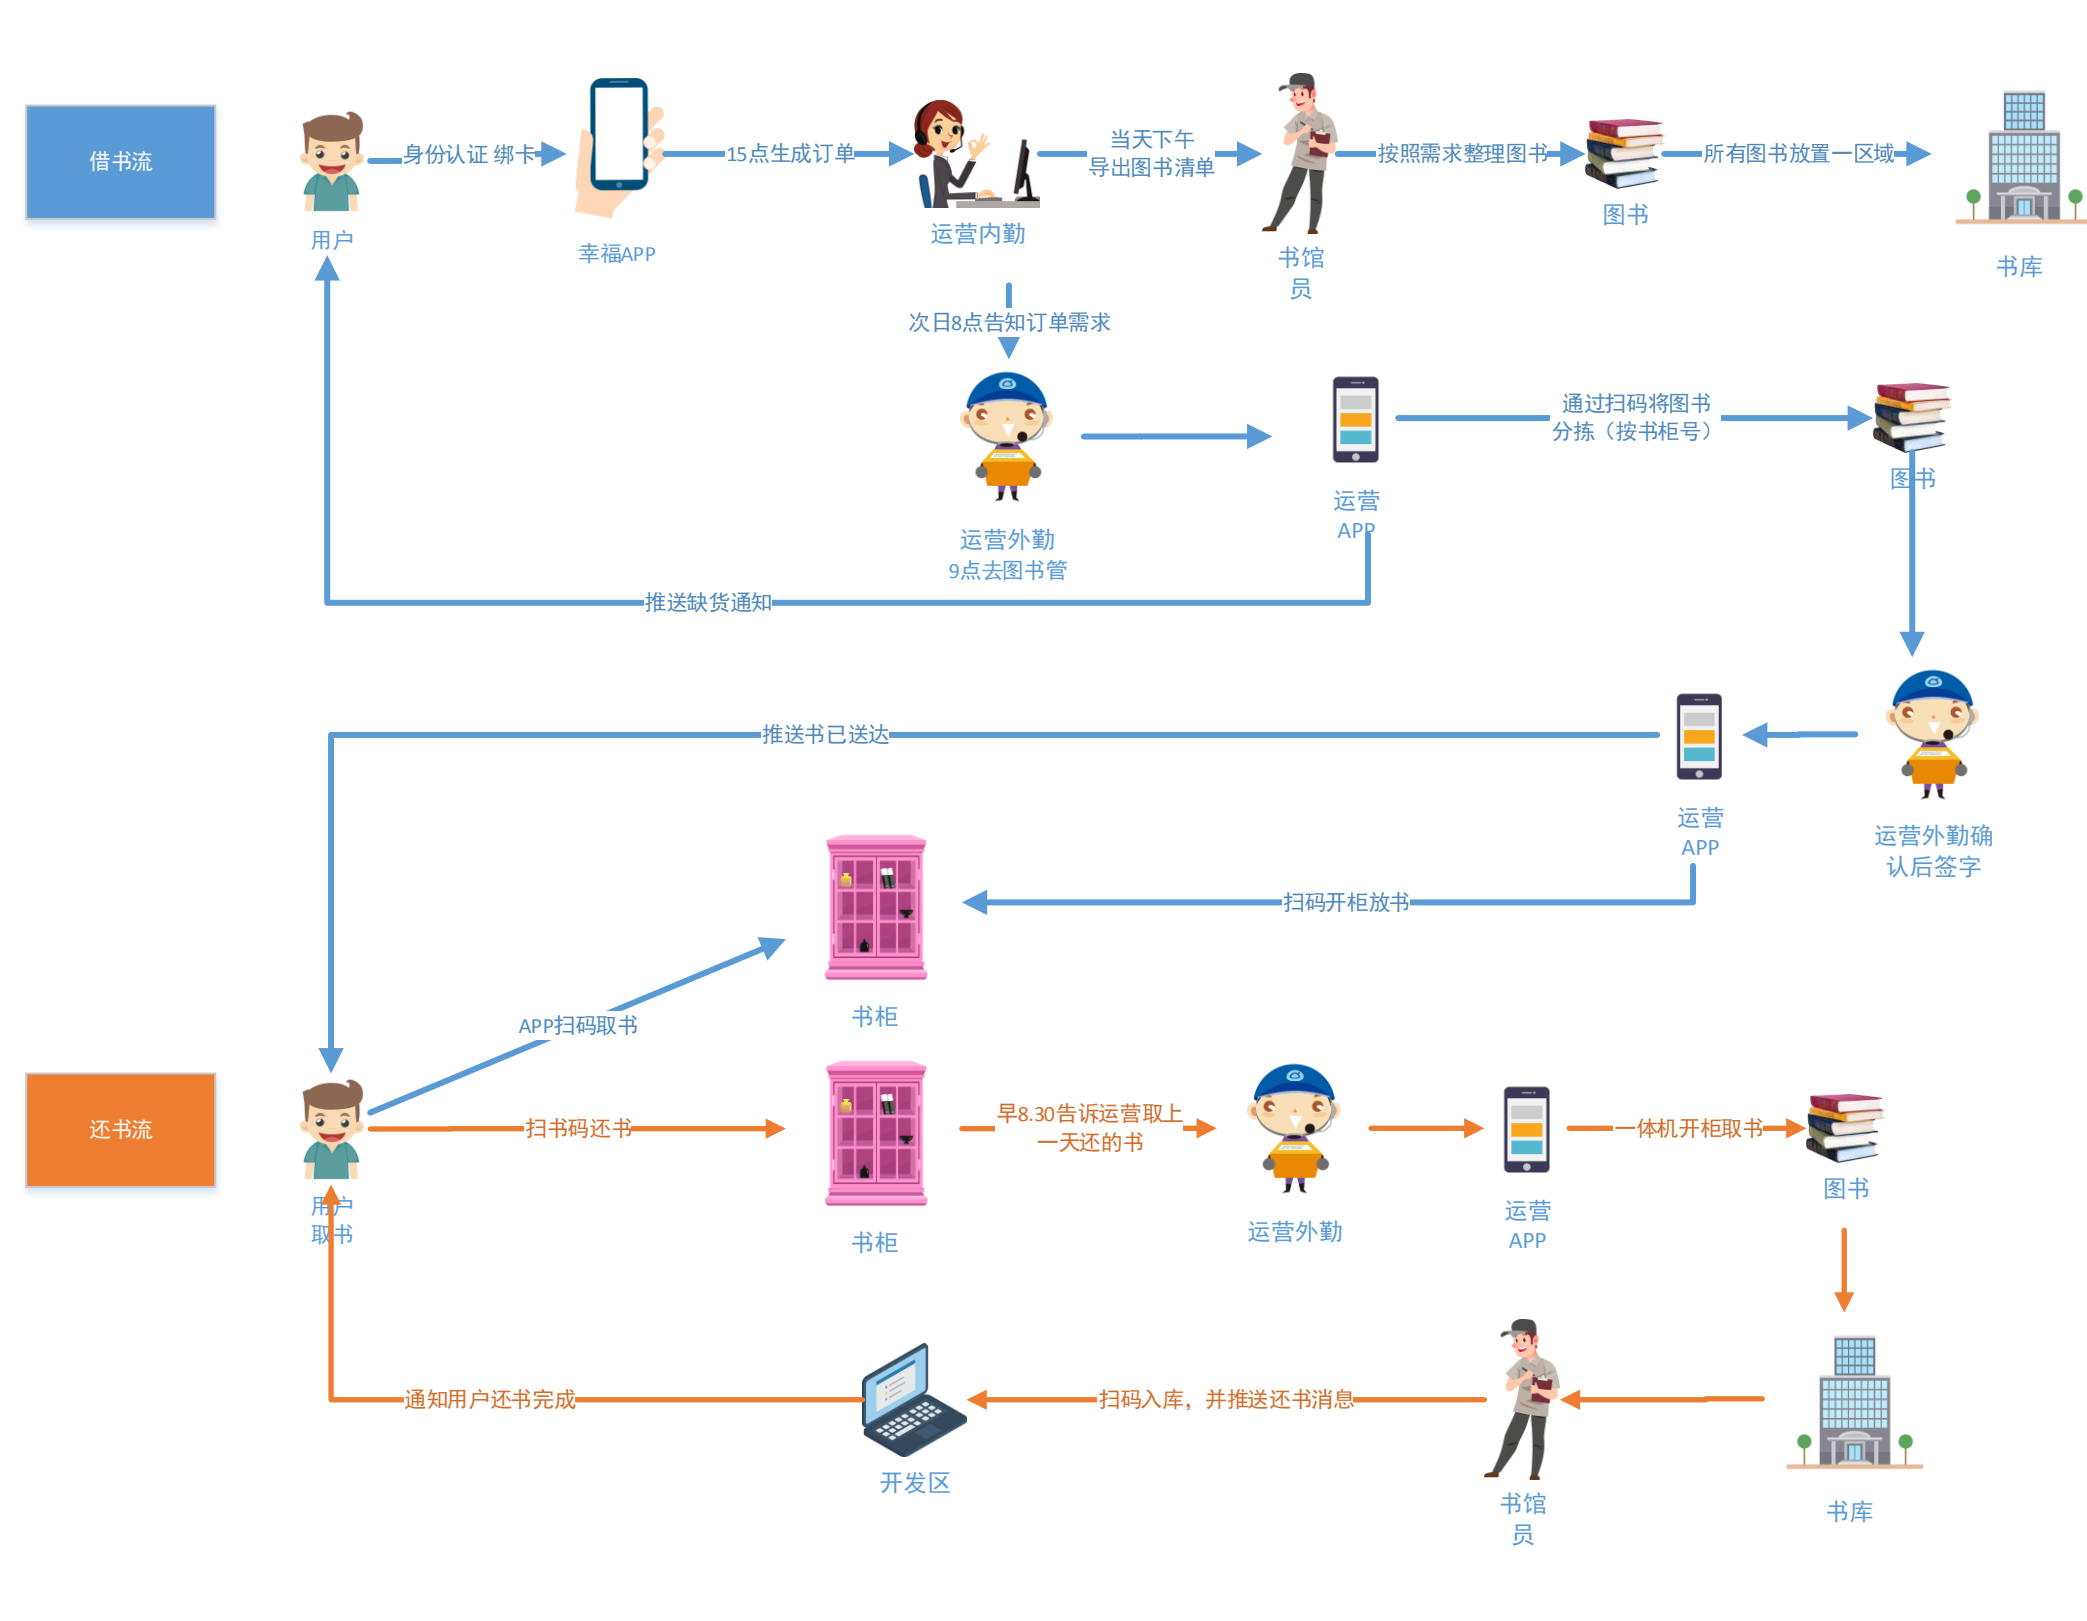 借书流
身份认证 绑卡
15点生成订单
当天下午
导出图书清单
按照需求整理图书
所有图书放置一区域
用户
幸福APP
运营内勤
书馆
员
图书
书库
次日8点告知订单需求
通过扫码将图书
分拣（按书柜号）
运营外勤
9点去图书管
运营
APP
图书
推送缺货通知
推送书已送达
运营
APP
运营外勤确
认后签字
扫码开柜放书
书柜
APP扫码取书
还书流
扫书码还书
早8.30告诉运营取上
一天还的书
一体机开柜取书
用户
取书
书柜
运营外勤
运营
APP
图书
通知用户还书完成
扫码入库，并推送还书消息
开发区
书馆
员
书库